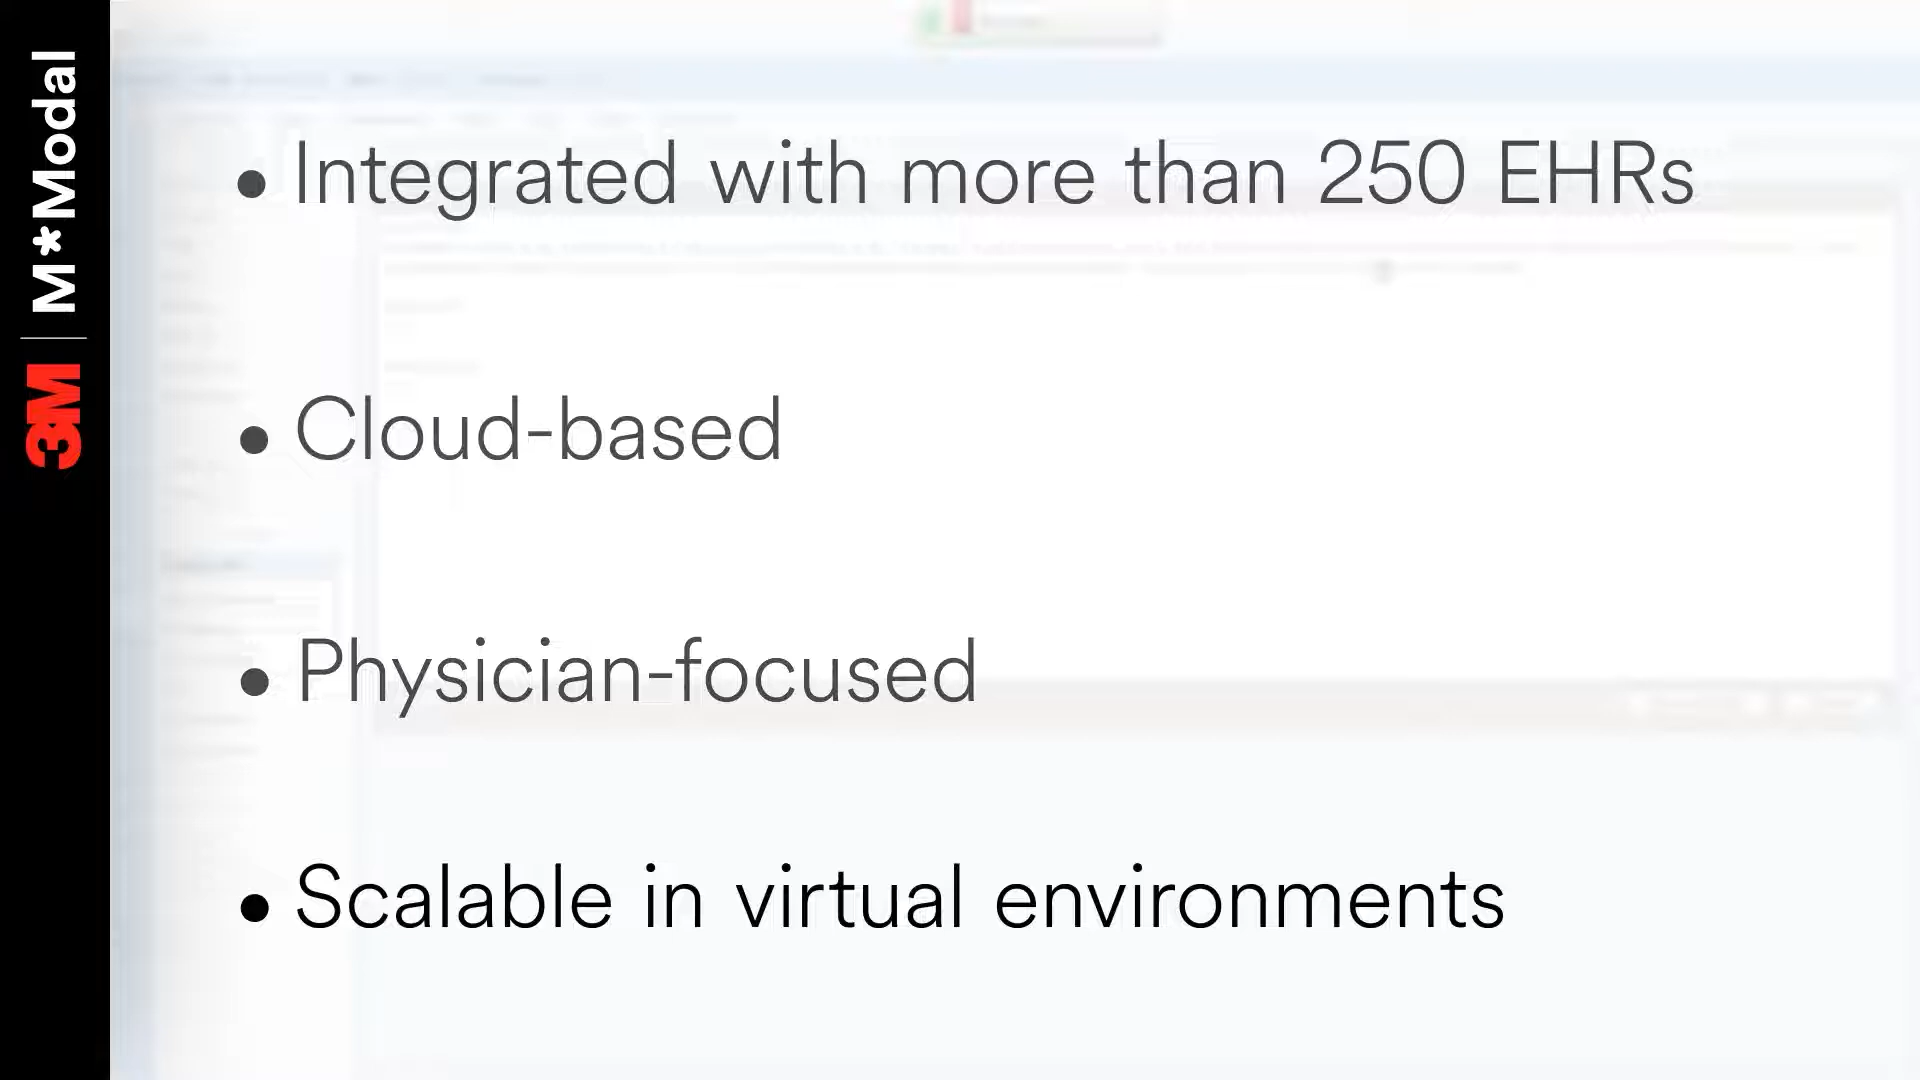 3M | M*Modal
• Integrated with more than 250 EHRs
• Cloud-based
• Physician-focused
• Scalable in virtual environments